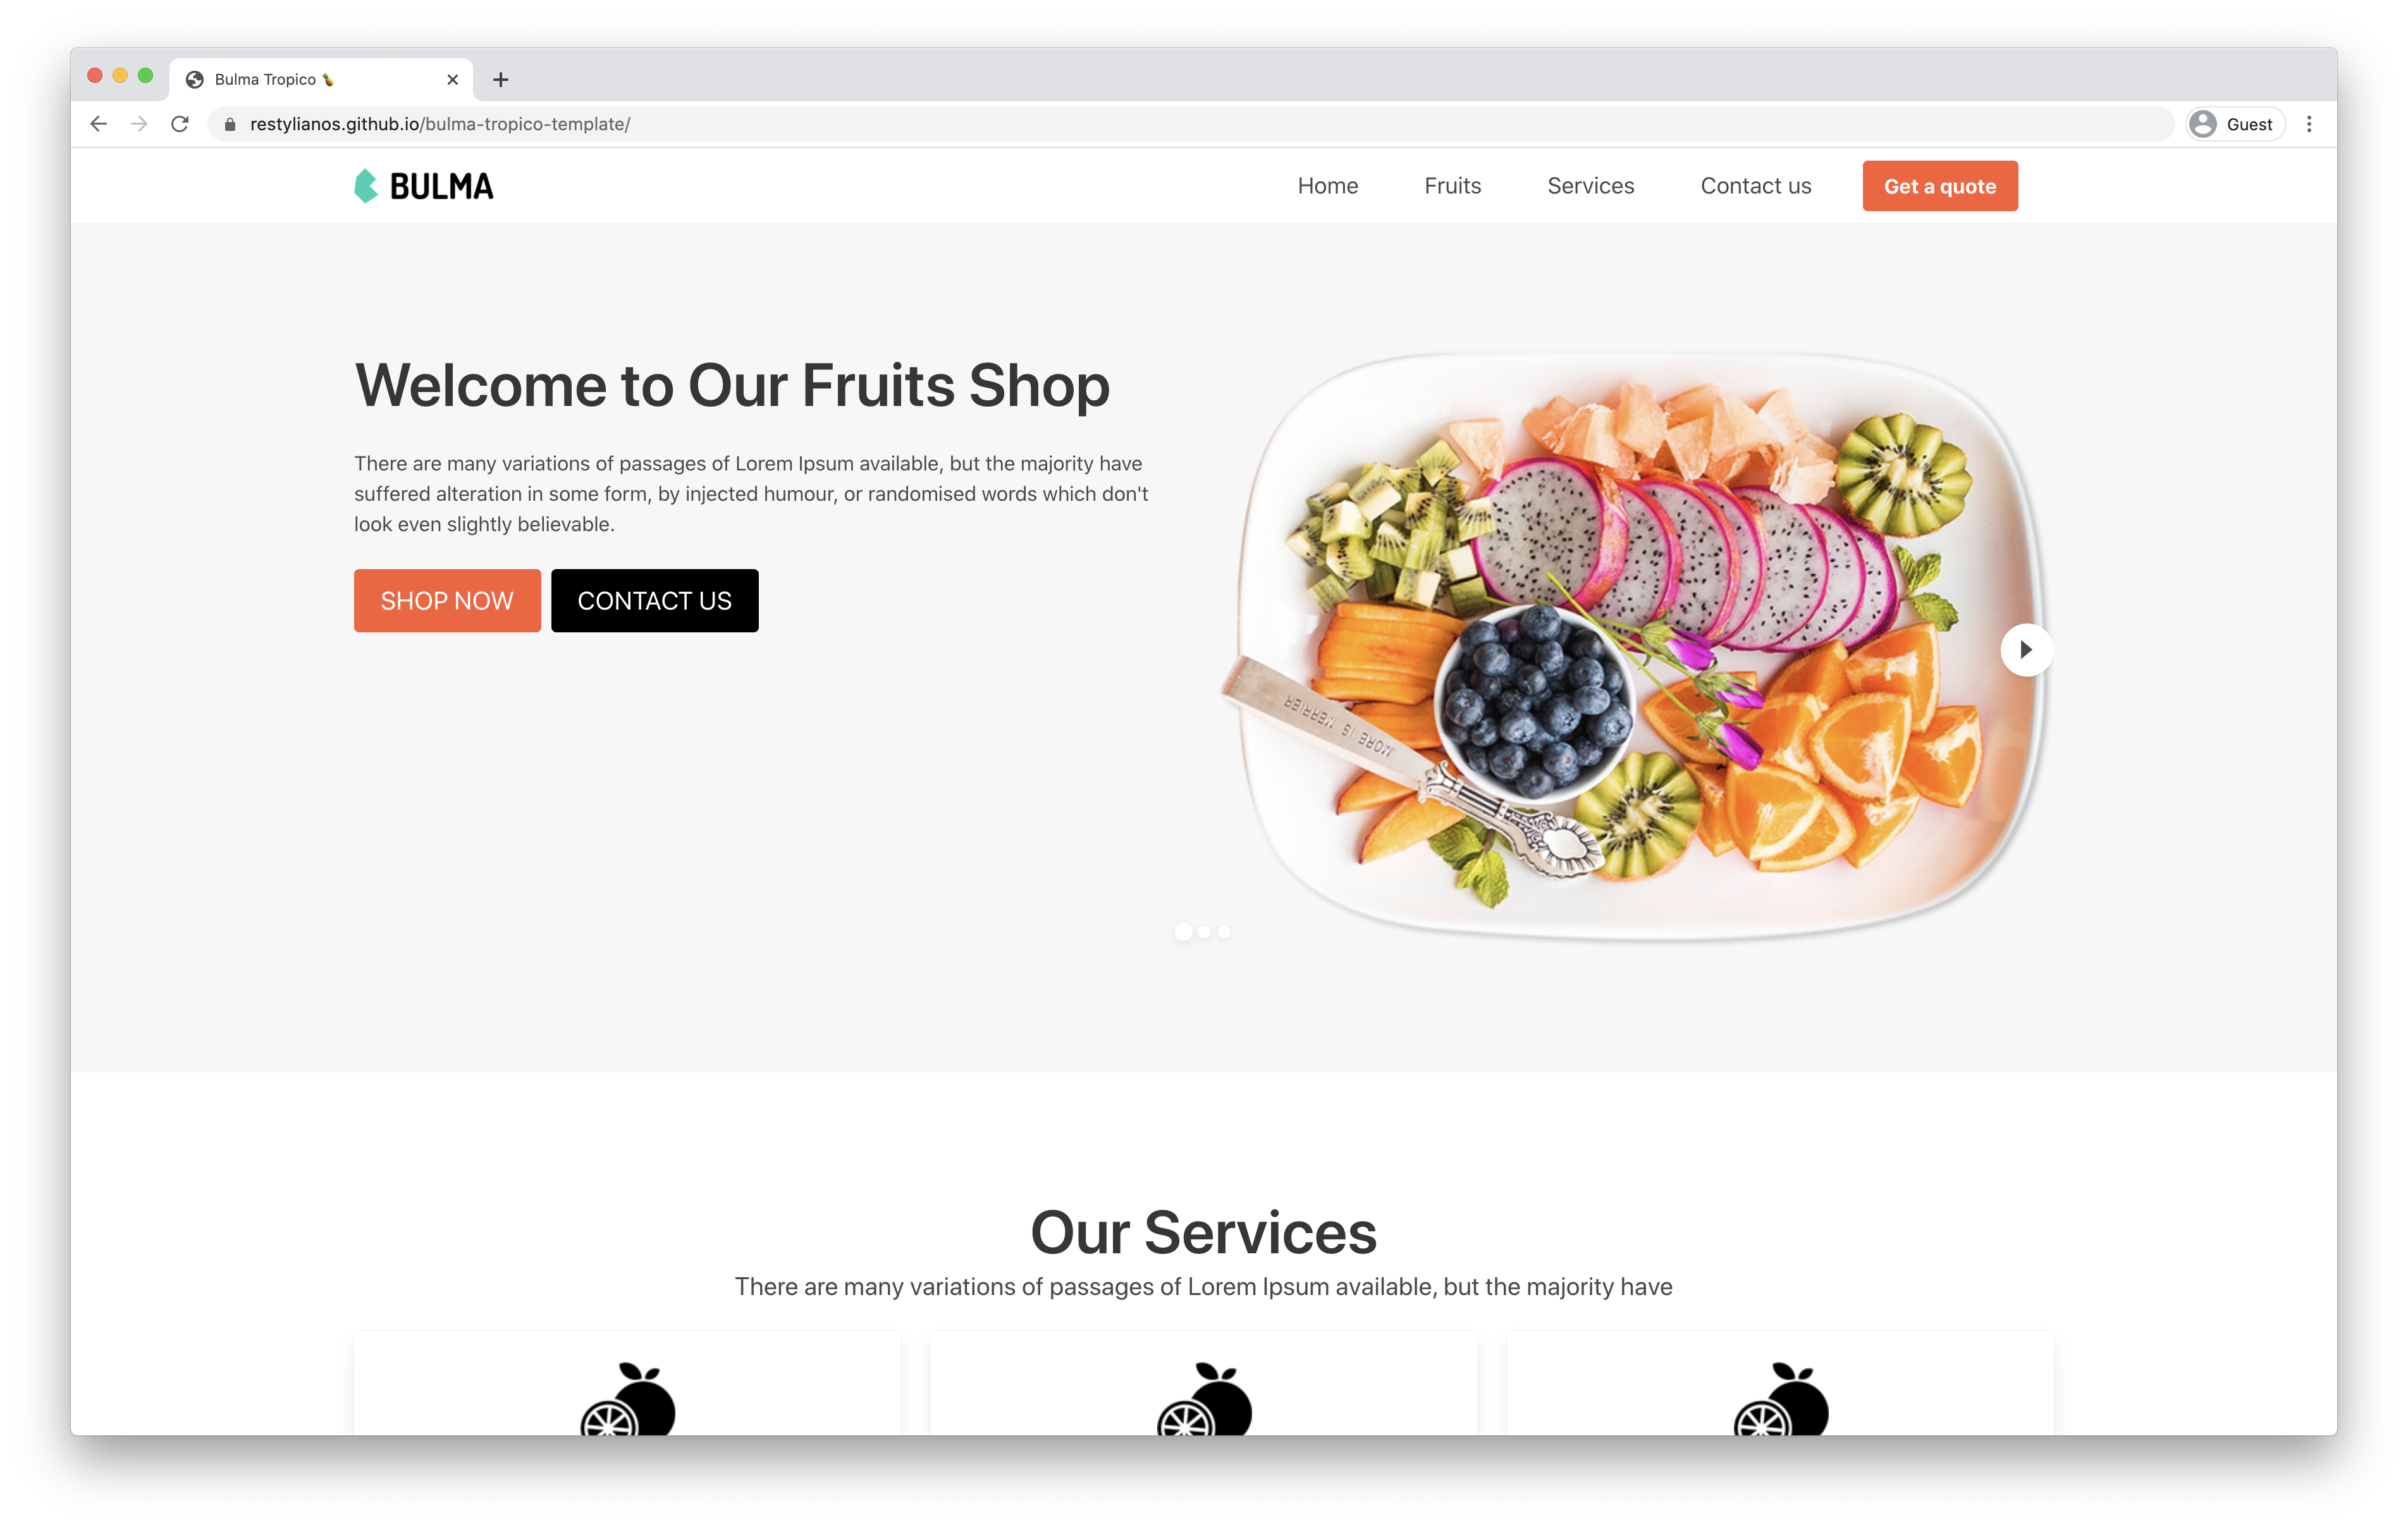 Bulma Tropico 🍍
restylianos.github.io/bulma-tropico-template/
Guest
BULMA
Home
Fruits
Services
Contact us
Get a quote
Welcome to Our Fruits Shop
There are many variations of passages of Lorem Ipsum available, but the majority have
suffered alteration in some form, by injected humour, or randomised words which don't
look even slightly believable.
SHOP NOW
CONTACT US
MORE IS MERRIER
Our Services
There are many variations of passages of Lorem Ipsum available, but the majority have